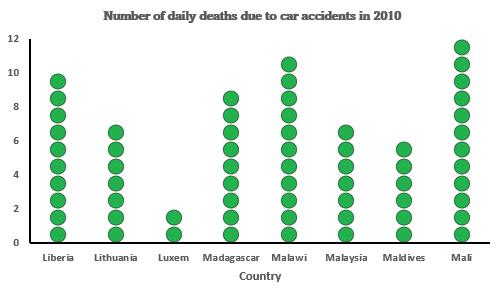 Number of daily deaths due to car accidents in 2010
12
10
8
6
4
2
0
Liberia Lithuania Luxem Madagascar Malawi Malaysia Maldives Mali
Country